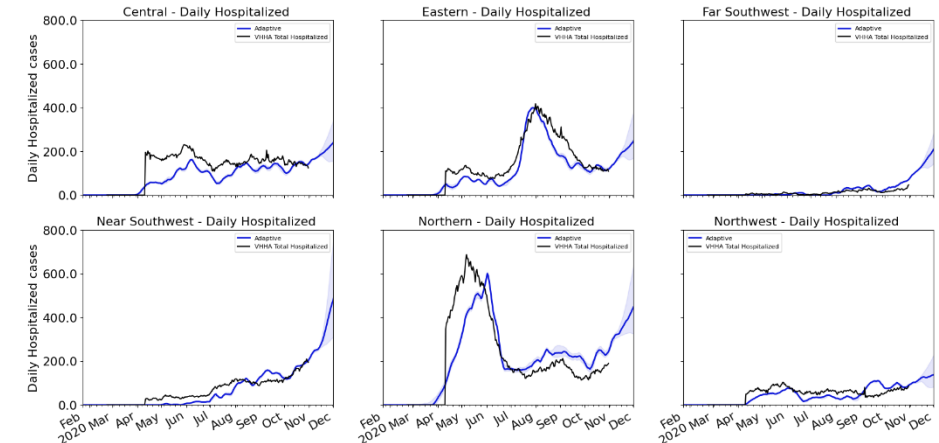 Central - Daily Hospitalized
Eastern - Daily Hospitalized
Far Southwest - Daily Hospitalized
Daily Hospitalized cases
800.0
600.0
400.0
200.0
0.0
Adaptive
VHHA Total Hospitalized
Adaptive
VHHA Total Hospitalized
Adaptive
VHHA Total Hospitalized
Near Southwest - Daily Hospitalized
Northern - Daily Hospitalized
Northwest - Daily Hospitalized
Daily Hospitalized cases
800.0
600.0
400.0
200.0
0.0
Adaptive
VHHA Total Hospitalized
Adaptive
VHHA Total Hospitalized
Adaptive
VHHA Total Hospitalized
Feb 2020 Mar Apr May Jun Jul Aug Sep Oct Nov Dec
Feb 2020 Mar Apr May Jun Jul Aug Sep Oct Nov Dec
Feb 2020 Mar Apr May Jun Jul Aug Sep Oct Nov Dec